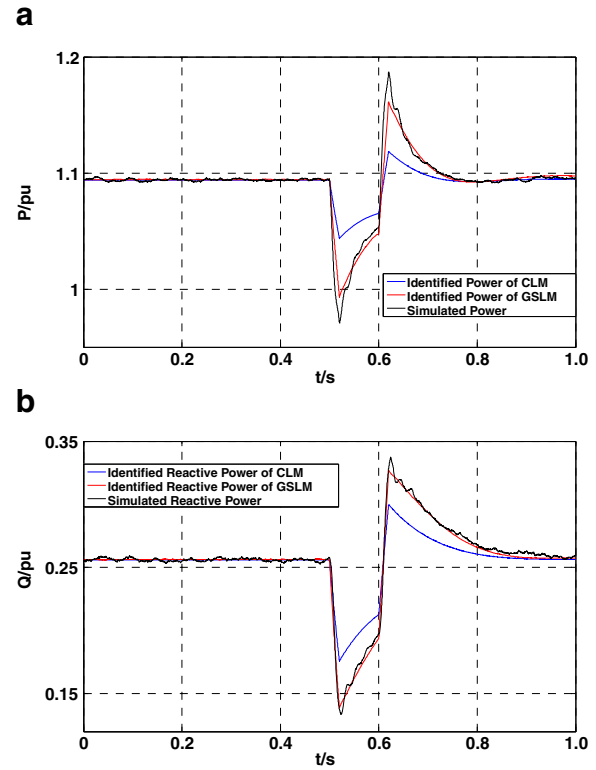 a
1.2
1.1
1
P/pu
Identified Power of CLM
Identified Power of GSLM
Simulated Power
0 0.2 0.4 0.6 0.8 1.0
t/s
b
0.35
0.25
0.15
Q/pu
Identified Reactive Power of CLM
Identified Reactive Power of GSLM
Simulated Reactive Power
0 0.2 0.4 0.6 0.8 1.0
t/s